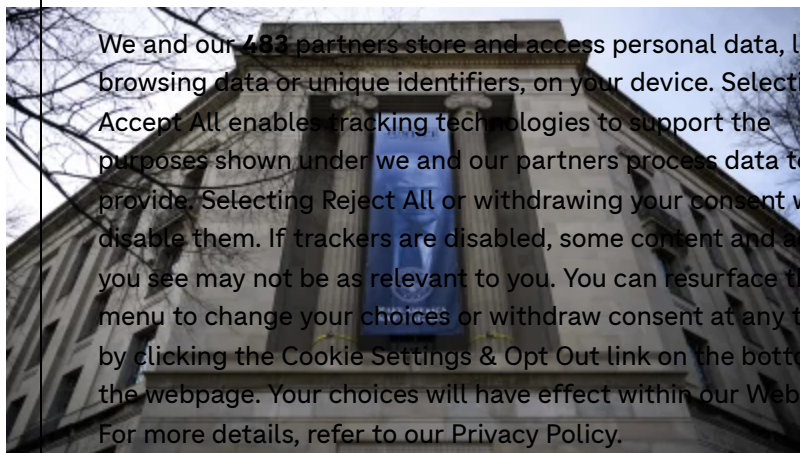 We and our 483 partners store and access personal data, l
browsing data or unique identifiers, on your device. Selecti
Accept All enables tracking technologies to support the
purposes shown under we and our partners process data to
provide. Selecting Reject All or withdrawing your consent w
disable them. If trackers are disabled, some content and a
you see may not be as relevant to you. You can resurface t
menu to change your choices or withdraw consent at any t
by clicking the Cookie Settings & Opt Out link on the botto
the webpage. Your choices will have effect within our Web
For more details, refer to our Privacy Policy.